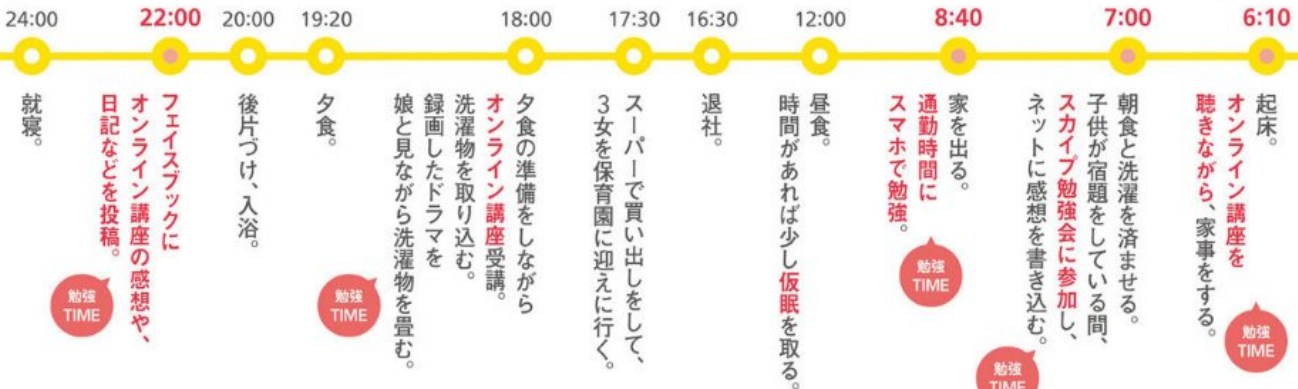 6:10
起床。
オンライン講座を
聴きながら、家事をする。
勉強
TIME
7:00
朝食と洗濯を済ませる。
子供が宿題をしている間、
スカイプ勉強会に参加し、
ネットに感想を書き込む。
勉強
TIME
8:40
家を出る。
通勤時間に
スマホで勉強。
勉強
TIME
12:00
昼食。
時間があれば少し仮眠を取る。
16:30
退社。
17:30
スーパーで買い出しをして、
3女を保育園に迎えに行く。
18:00
夕食の準備をしながら
オンライン講座受講。
洗濯物を取り込む。
録画したドラマを
娘と見ながら洗濯物を畳む。
勉強
TIME
19:20
夕食。
20:00
後片づけ、入浴。
22:00
フェイスブックに
オンライン講座の感想や、
日記などを投稿。
勉強
TIME
24:00
就寝。